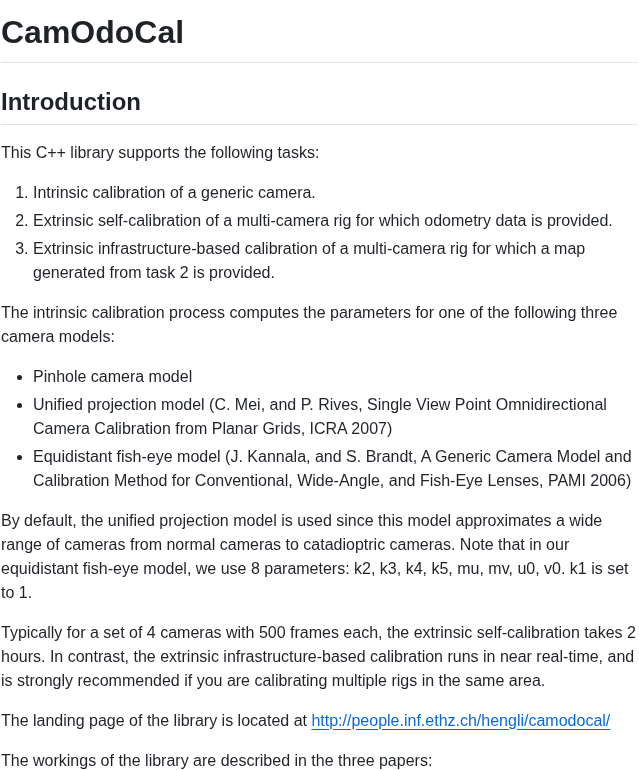 CamOdoCal
Introduction
This C++ library supports the following tasks:
1. Intrinsic calibration of a generic camera.
2. Extrinsic self-calibration of a multi-camera rig for which odometry data is provided.
3. Extrinsic infrastructure-based calibration of a multi-camera rig for which a map
generated from task 2 is provided.
The intrinsic calibration process computes the parameters for one of the following three
camera models:
• Pinhole camera model
• Unified projection model (C. Mei, and P. Rives, Single View Point Omnidirectional
Camera Calibration from Planar Grids, ICRA 2007)
• Equidistant fish-eye model (J. Kannala, and S. Brandt, A Generic Camera Model and
Calibration Method for Conventional, Wide-Angle, and Fish-Eye Lenses, PAMI 2006)
By default, the unified projection model is used since this model approximates a wide
range of cameras from normal cameras to catadioptric cameras. Note that in our
equidistant fish-eye model, we use 8 parameters: k2, k3, k4, k5, mu, mv, u0, v0. k1 is set
to 1.
Typically for a set of 4 cameras with 500 frames each, the extrinsic self-calibration takes 2
hours. In contrast, the extrinsic infrastructure-based calibration runs in near real-time, and
is strongly recommended if you are calibrating multiple rigs in the same area.
The landing page of the library is located at http://people.inf.ethz.ch/hengli/camodocal/
The workings of the library are described in the three papers: